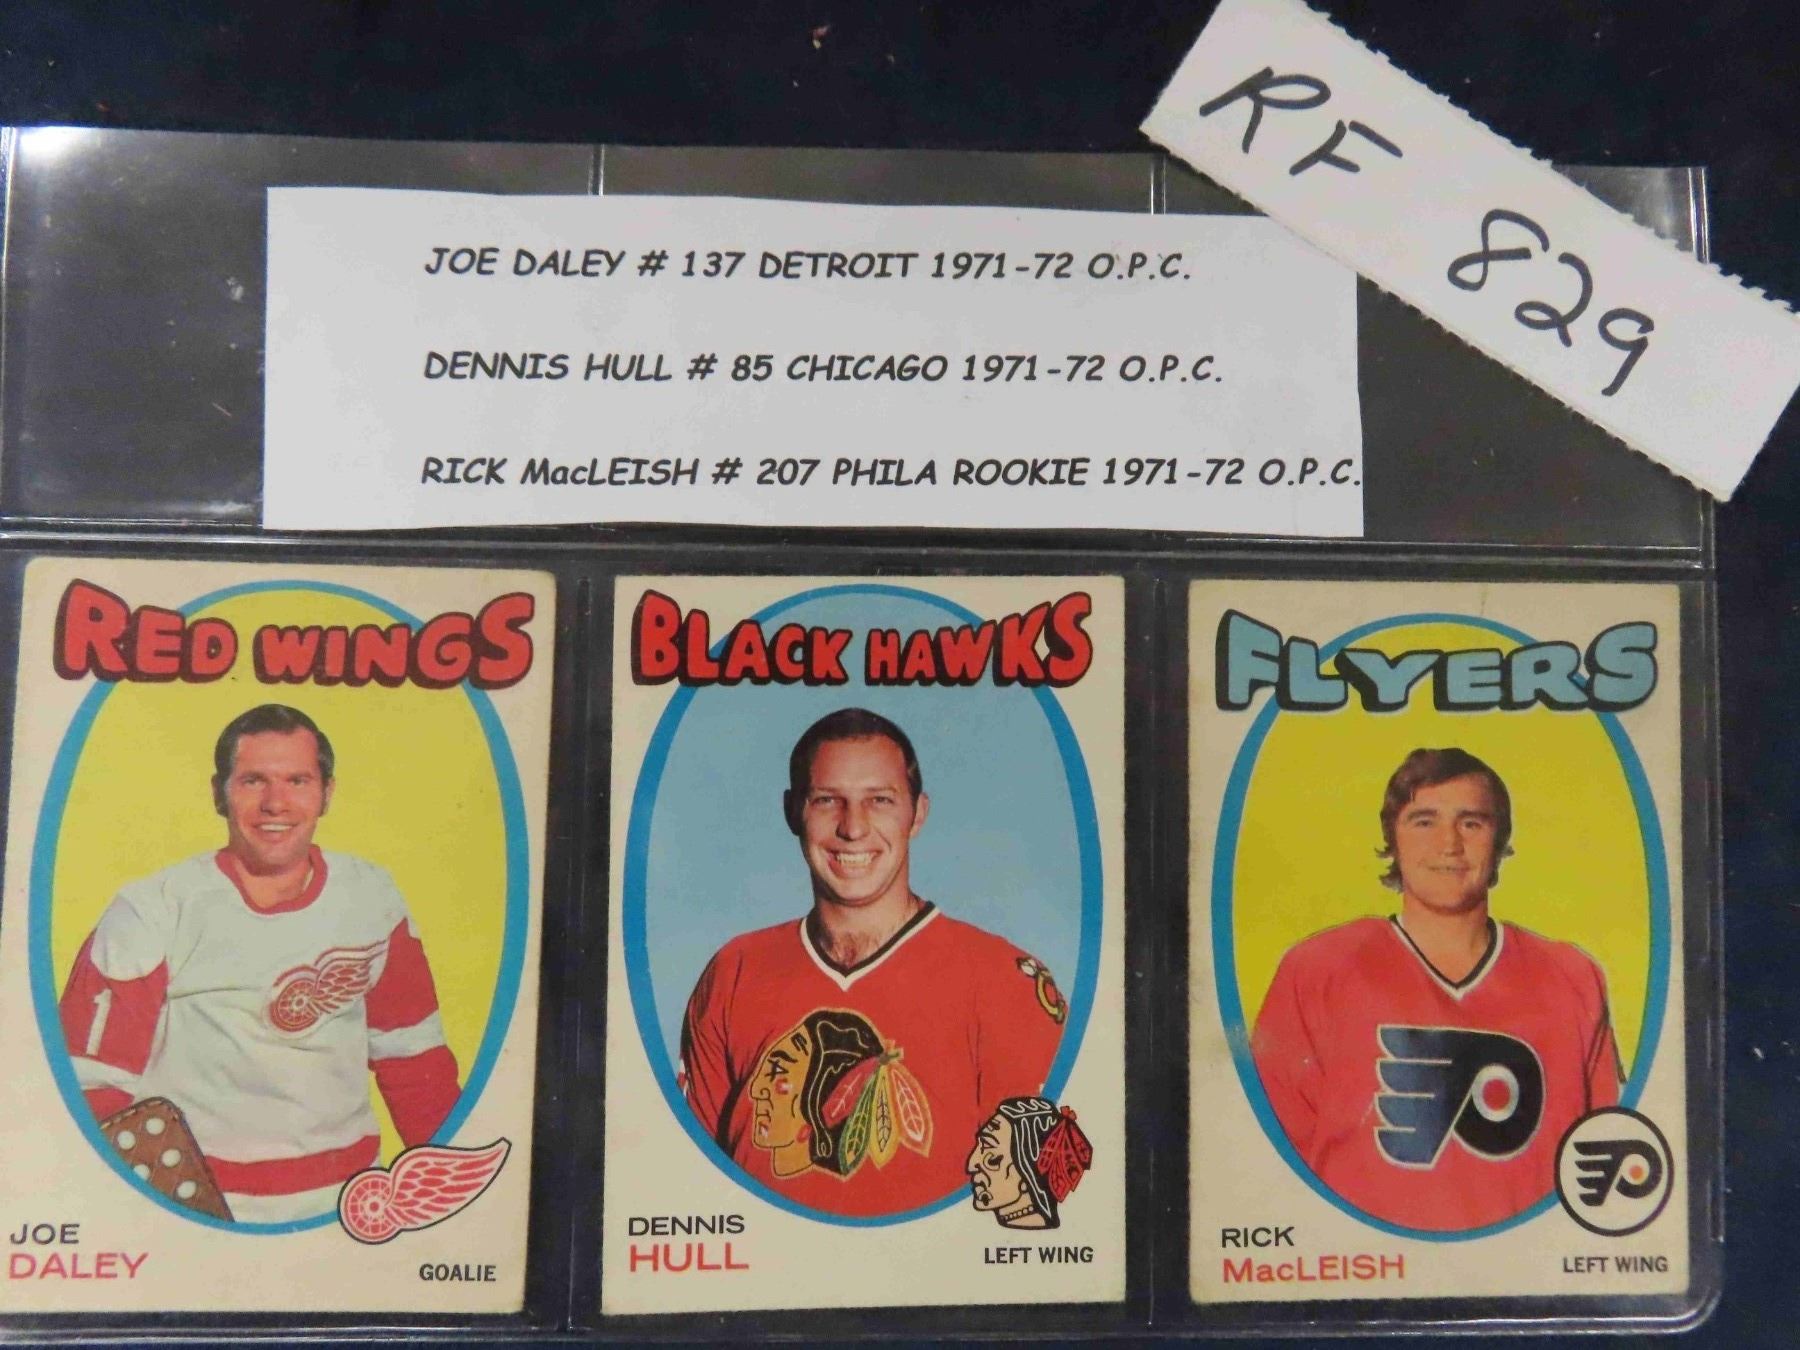 RF 829
JOE DALEY # 137 DETROIT 1971-72 O.P.C.
DENNIS HULL # 85 CHICAGO 1971-72 O.P.C.
RICK MacLEISH # 207 PHILA ROOKIE 1971-72 O.P.C.
RED WINGS
1
JOE
DALEY
GOALIE
BLACK HAWKS
DENNIS
HULL
LEFT WING
FLYERS
RICK
MacLEISH
LEFT WING